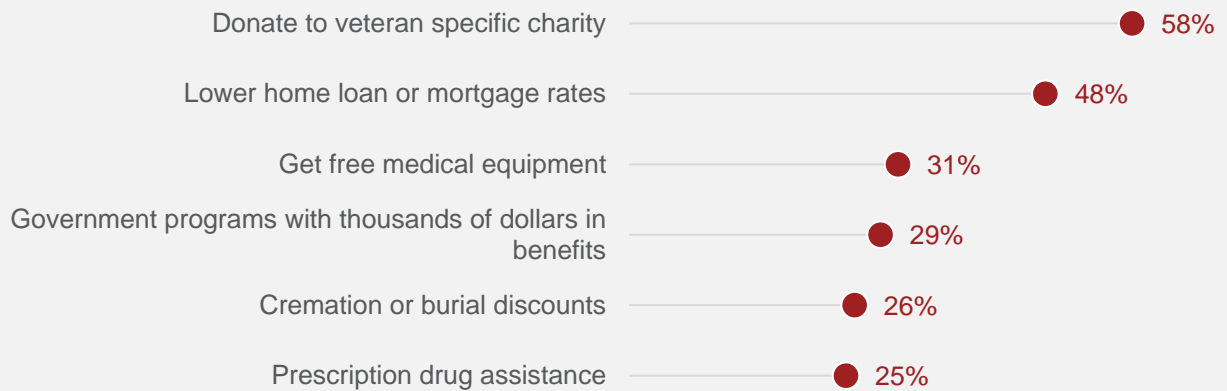 Donate to veteran specific charity 58%
Lower home loan or mortgage rates 48%
Get free medical equipment 31%
Government programs with thousands of dollars in
benefits 29%
Cremation or burial discounts 26%
Prescription drug assistance 25%